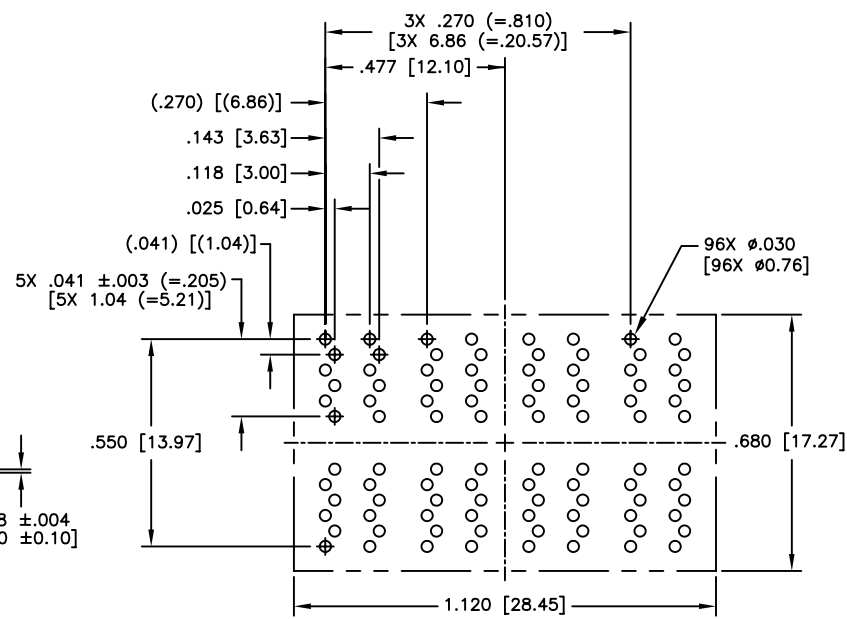 3X .270 (=.810)
[3X 6.86 (=.20.57)]
.477 [12.10]
(.270) [(6.86)]
.143 [3.63]
.118 [3.00]
.025 [0.64]
(.041) [(1.04)]
5X .041 ±.003 (=.205)
[5X 1.04 (=5.21)]
96X ø.030
[96X ø0.76]
.550 [13.97]
.680 [17.27]
±.004
±0.10]
1.120 [28.45]